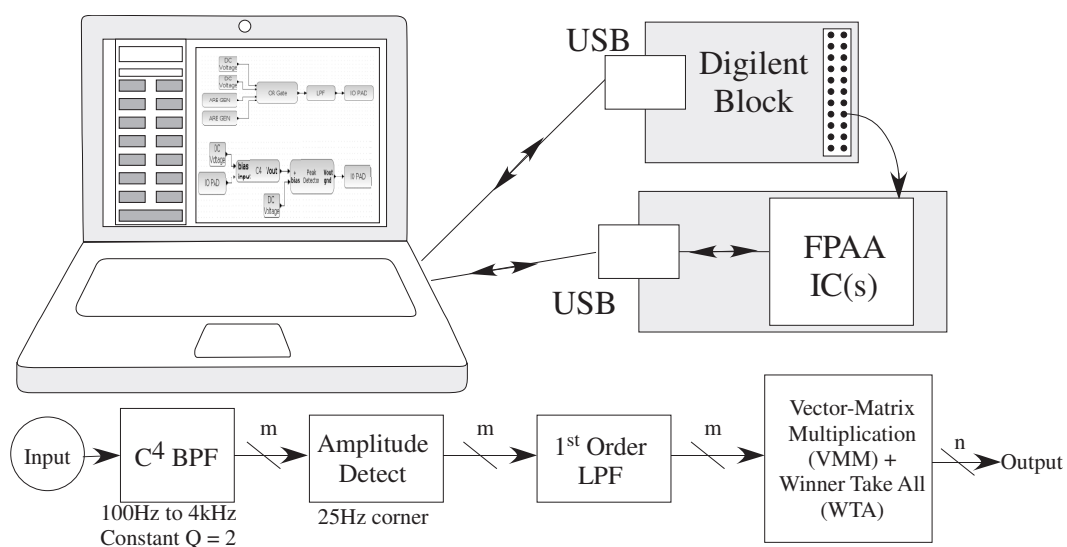 USB
Digilent
Block
DC
Voltage
DC
Voltage
OR Gate
LPF
IO PAD
ARB GEN
ARB GEN
DC
Voltage
bias
input
C4
Vout
Peak
Detector
bias
Vout
gnd
IO PAD
IO PAD
DC
Voltage
FPAA
IC(s)
USB
Input
C⁴ BPF
100Hz to 4kHz
Constant Q = 2
m
Amplitude
Detect
25Hz corner
m
1st Order
LPF
m
Vector-Matrix
Multiplication
(VMM) +
Winner Take All
(WTA)
n
Output